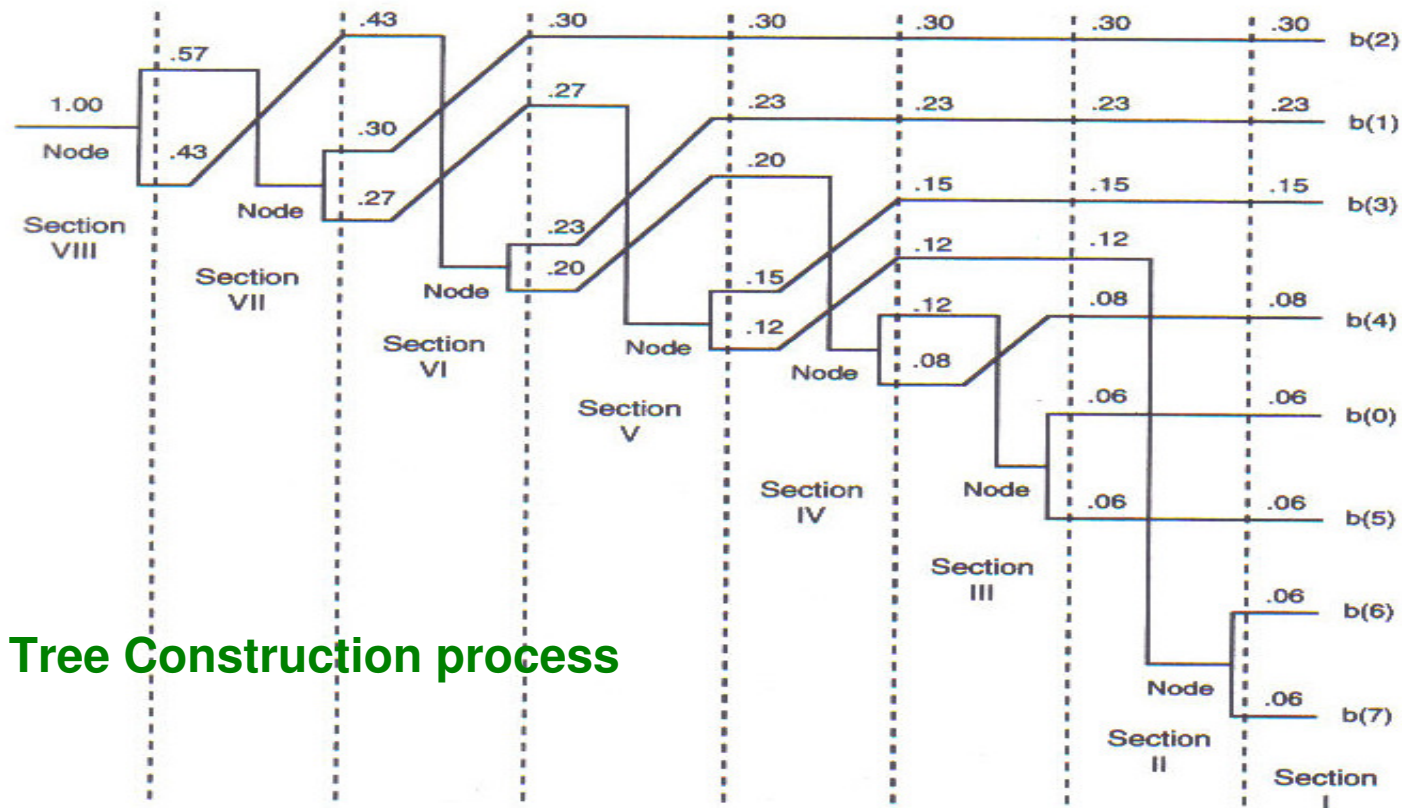 .43 .30 .30 .30 .30 .30
b(2)
.57
1.00
.27 .23 .23 .23 .23
b(1)
Node .43 .30
.20
.15 .15 .15
b(3)
Node .27
Section
VIII
.23
.12 .12
Section
VII
Node .20
.15
.12 .08 .08
b(4)
Section
VI
Node .12
Node .08
Section
V
.06 .06
b(0)
Section
IV
Node
.06 .06
b(5)
Section
III
.06
b(6)
Tree Construction process
Node .06
b(7)
Section
II
Section
I